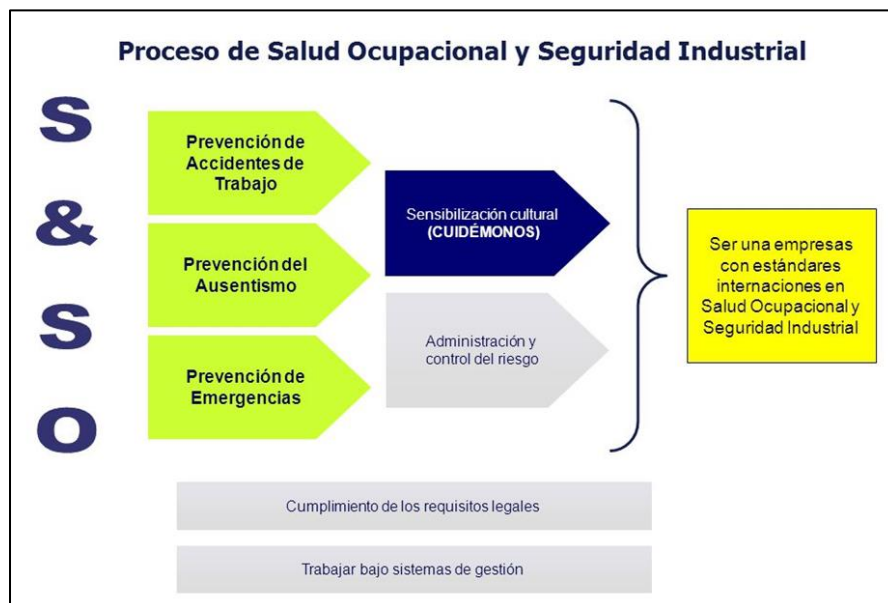 Proceso de Salud Ocupacional y Seguridad Industrial
S
&
S
O
Prevención de
Accidentes de
Trabajo
Prevención del
Ausentismo
Prevención de
Emergencias
Sensibilización cultural
(CUIDÉMONOS)
Administración y
control del riesgo
Ser una empresas
con estándares
internaciones en
Salud Ocupacional y
Seguridad Industrial
Cumplimiento de los requisitos legales
Trabajar bajo sistemas de gestión